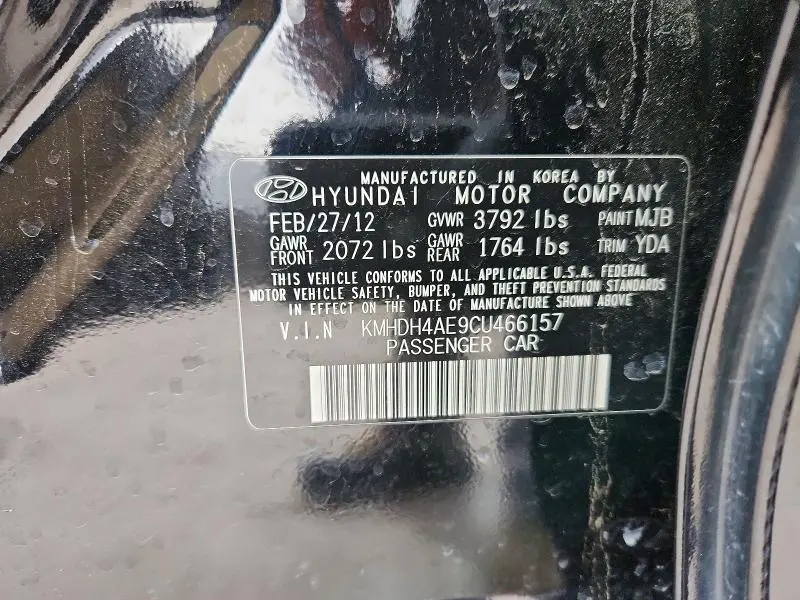 MANUFACTURED IN KOREA BY
HYUNDAI MOTOR COMPANY
FEB/27/12 GVWR 3792 lbs PAINT MJB
GAWR FRONT 2072 lbs GAWR REAR 1764 lbs TRIM YDA
THIS VEHICLE CONFORMS TO ALL APPLICABLE U.S.A. FEDERAL
MOTOR VEHICLE SAFETY, BUMPER, AND THEFT PREVENTION STANDARDS
IN EFFECT ON THE DATE OF MANUFACTURE SHOWN ABOVE
V.I.N KMHDH4AE9CU466157
PASSENGER CAR